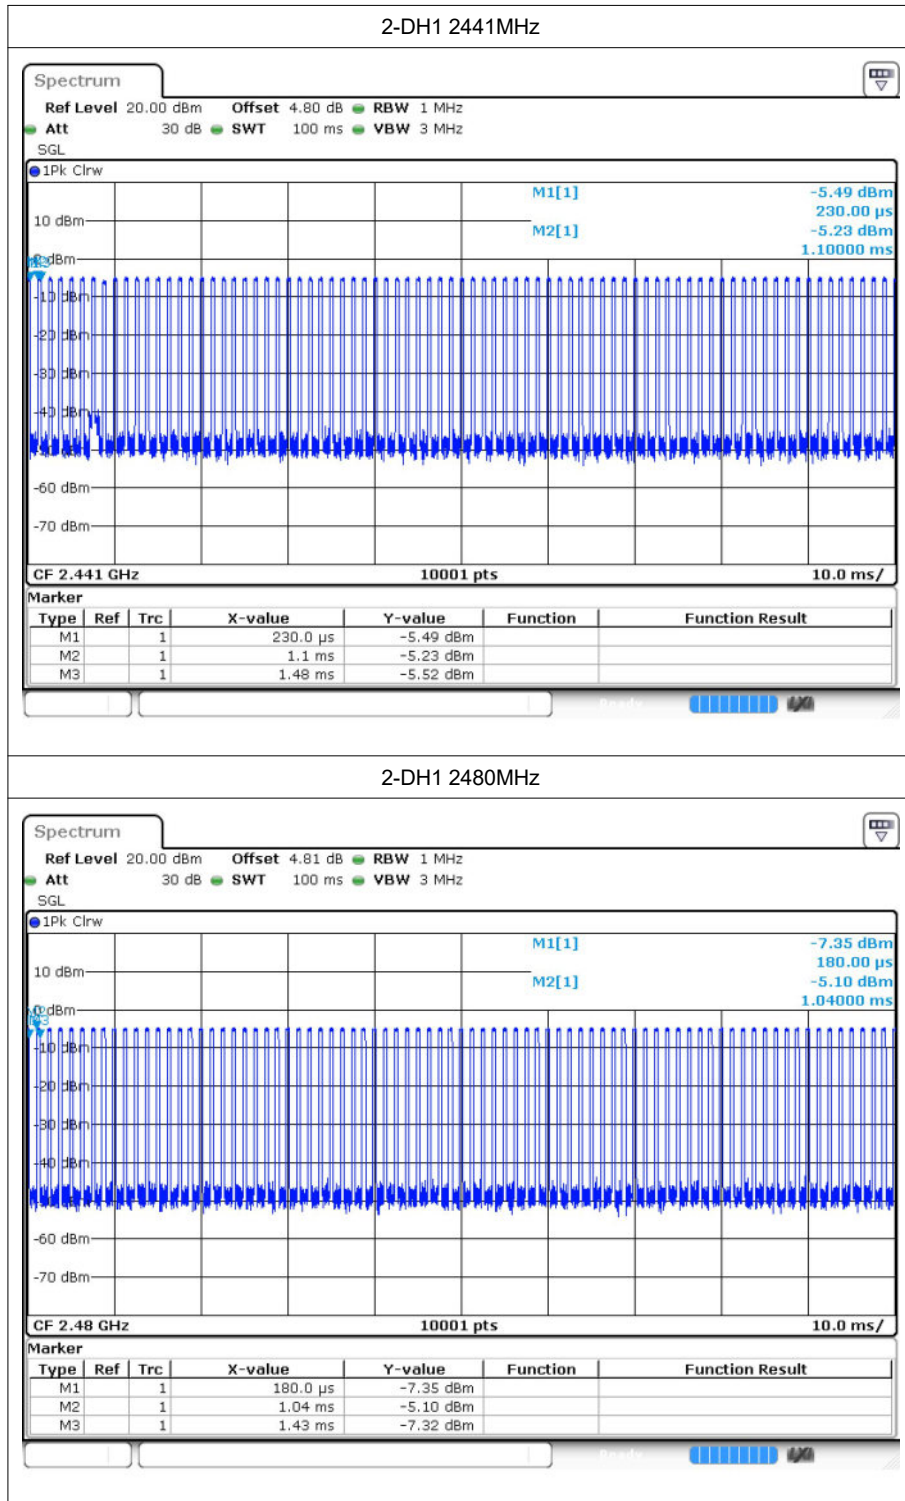 2-DH1 2441MHz
Spectrum
Ref Level 20.00 dBm Offset 4.80 dB RBW 1 MHz
Att 30 dB SWT 100 ms VBW 3 MHz
SGL
1Pk Clrw
M1[1] -5.49 dBm
230.00 µs
10 dBm
M2[1] -5.23 dBm
1.10000 ms
0 dBm
-10 dBm
-20 dBm
-30 dBm
-40 dBm
-60 dBm
-70 dBm
CF 2.441 GHz 10001 pts 10.0 ms/
Marker
Type Ref Trc X-value Y-value Function Function Result
M1 1 230.0 µs -5.49 dBm
M2 1 1.1 ms -5.23 dBm
M3 1 1.48 ms -5.52 dBm
Ready
2-DH1 2480MHz
Spectrum
Ref Level 20.00 dBm Offset 4.81 dB RBW 1 MHz
Att 30 dB SWT 100 ms VBW 3 MHz
SGL
1Pk Clrw
M1[1] -7.35 dBm
180.00 µs
10 dBm
M2[1] -5.10 dBm
1.04000 ms
0 dBm
-10 dBm
-20 dBm
-30 dBm
-40 dBm
-60 dBm
-70 dBm
CF 2.48 GHz 10001 pts 10.0 ms/
Marker
Type Ref Trc X-value Y-value Function Function Result
M1 1 180.0 µs -7.35 dBm
M2 1 1.04 ms -5.10 dBm
M3 1 1.43 ms -7.32 dBm